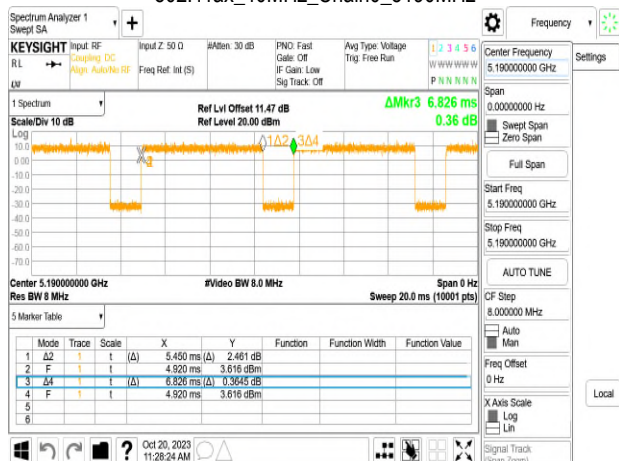 Spectrum Analyzer 1
Swept SA
Frequency
KEYSIGHT
Input: RF
Coupling: DC
Align: Auto/No RF
Input Z: 50 Ω
Freq Ref: Int (S)
#Atten: 30 dB
PNO: Fast
Gate: Off
IF Gain: Low
Sig Track: Off
Avg Type: Voltage
Trig: Free Run
1 2 3 4 5 6
W W W W W W
P N N N N N
RL
Settings
Center Frequency
5.190000000 GHz
Span
0.00000000 Hz
Swept Span
Zero Span
Full Span
Start Freq
5.190000000 GHz
Stop Freq
5.190000000 GHz
AUTO TUNE
CF Step
8.000000 MHz
Auto
Man
Freq Offset
0 Hz
X Axis Scale
Log
Lin
Signal Track
(Span Zoom)
Local
1 Spectrum
Scale/Div 10 dB
Log
Ref Lvl Offset 11.47 dB
Ref Level 20.00 dBm
ΔMkr3 6.826 ms
0.36 dB
1Δ2
3Δ4
10.0
0.00
-10.0
-20.0
-30.0
-40.0
-50.0
-60.0
-70.0
Center 5.190000000 GHz
Res BW 8 MHz
#Video BW 8.0 MHz
Span 0 Hz
Sweep 20.0 ms (10001 pts)
5 Marker Table
Mode Trace Scale X Y Function Function Width Function Value
1 Δ2 1 t (Δ) 5.450 ms (Δ) 2.461 dB
2 F 1 t 4.920 ms 3.616 dBm
3 Δ4 1 t (Δ) 6.826 ms (Δ) 0.3645 dB
4 F 1 t 4.920 ms 3.616 dBm
5
6
Oct 20, 2023
11:28:24 AM